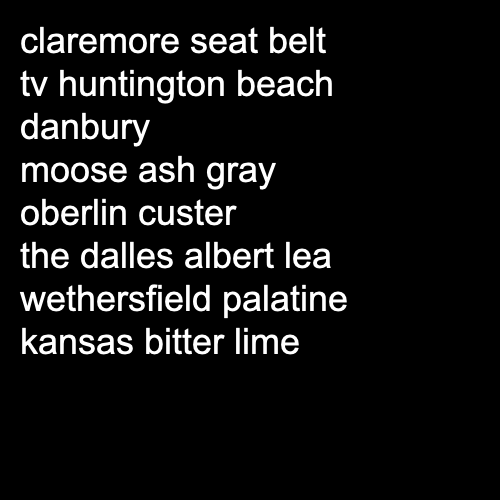 claremore seat belt
tv huntington beach
danbury
moose ash gray
oberlin custer
the dalles albert lea
wethersfield palatine
kansas bitter lime